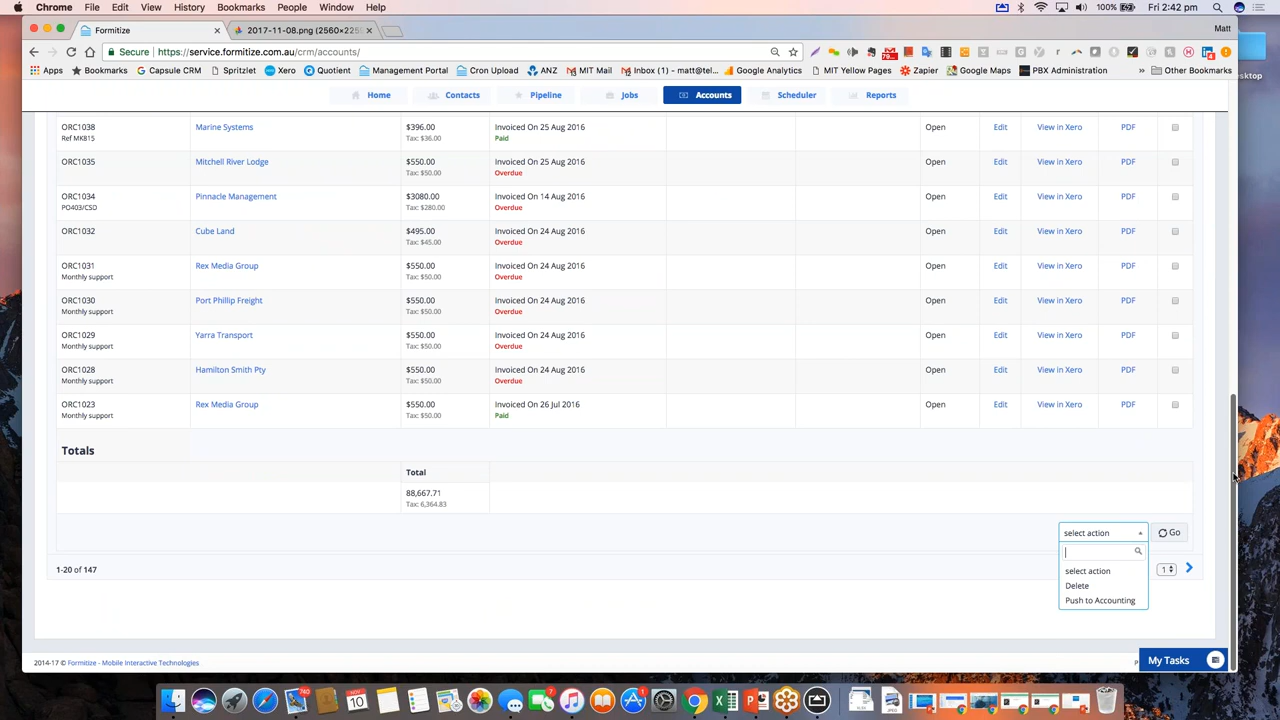 Chrome File Edit View History Bookmarks People Window Help 100% Fri 2:42 pm
Formitize 2017-11-08.png (2560×225 Matt
Secure https://service.formitize.com.au/crm/accounts/
Apps Bookmarks Capsule CRM Spritzlet Xero Quotient Management Portal Cron Upload ANZ MIT Mail Inbox (1) - matt@tel... Google Analytics MIT Yellow Pages Zapier Google Maps PBX Administration » Other Bookmarks
Home Contacts Pipeline Jobs Accounts Scheduler Reports
ORC1038 Marine Systems $396.00 Invoiced On 25 Aug 2016 Open Edit View in Xero PDF
Ref MK815 Tax: $36.00 Paid
ORC1035 Mitchell River Lodge $550.00 Invoiced On 25 Aug 2016 Open Edit View in Xero PDF
Tax: $50.00 Overdue
ORC1034 Pinnacle Management $3080.00 Invoiced On 14 Aug 2016 Open Edit View in Xero PDF
PO403/CSD Tax: $280.00 Overdue
ORC1032 Cube Land $495.00 Invoiced On 24 Aug 2016 Open Edit View in Xero PDF
Tax: $45.00 Overdue
ORC1031 Rex Media Group $550.00 Invoiced On 24 Aug 2016 Open Edit View in Xero PDF
Monthly support Tax: $50.00 Overdue
ORC1030 Port Phillip Freight $550.00 Invoiced On 24 Aug 2016 Open Edit View in Xero PDF
Monthly support Tax: $50.00 Overdue
ORC1029 Yarra Transport $550.00 Invoiced On 24 Aug 2016 Open Edit View in Xero PDF
Monthly support Tax: $50.00 Overdue
ORC1028 Hamilton Smith Pty $550.00 Invoiced On 24 Aug 2016 Open Edit View in Xero PDF
Monthly support Tax: $50.00 Overdue
ORC1023 Rex Media Group $550.00 Invoiced On 26 Jul 2016 Open Edit View in Xero PDF
Monthly support Tax: $50.00 Paid
Totals
Total
88,667.71
Tax: 6,364.83
select action Go
select action
Delete
Push to Accounting
1-20 of 147 1
2014-17 © Formitize - Mobile Interactive Technologies
My Tasks